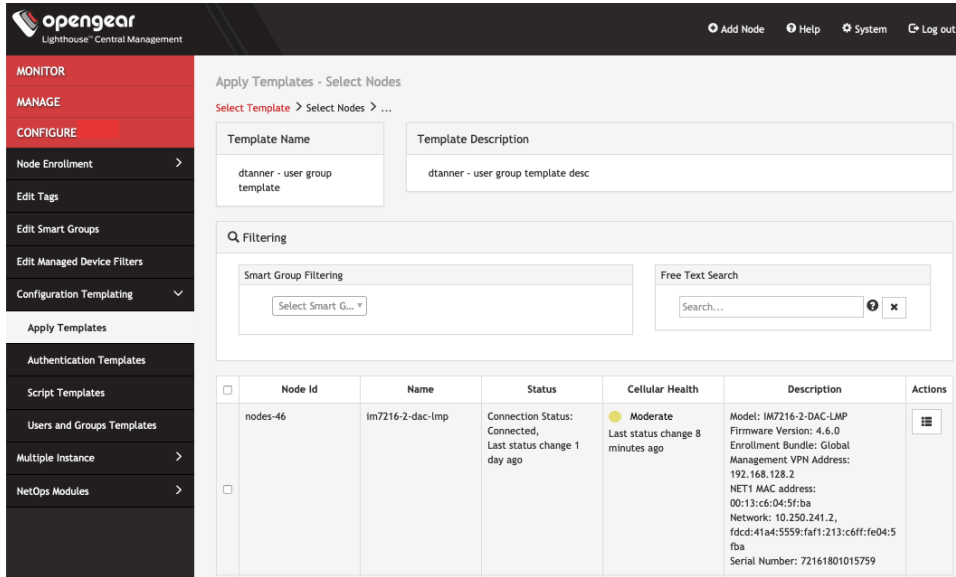 opengear
Lighthouse™ Central Management
Add Node
Help
System
Log out
MONITOR
MANAGE
CONFIGURE
Node Enrollment
Edit Tags
Edit Smart Groups
Edit Managed Device Filters
Configuration Templating
Apply Templates
Authentication Templates
Script Templates
Users and Groups Templates
Multiple Instance
NetOps Modules
Apply Templates - Select Nodes
Select Template > Select Nodes > ...
Template Name
dtanner - user group
template
Template Description
dtanner - user group template desc
Filtering
Smart Group Filtering
Select Smart G...
Free Text Search
Search...
Node Id
Name
Status
Cellular Health
Description
Actions
nodes-46
im7216-2-dac-lmp
Connection Status:
Connected,
Last status change 1
day ago
Moderate
Last status change 8
minutes ago
Model: IM7216-2-DAC-LMP
Firmware Version: 4.6.0
Enrollment Bundle: Global
Management VPN Address:
192.168.128.2
NET1 MAC address:
00:13:c6:04:5f:ba
Network: 10.250.241.2,
fdcd:41a4:5559:faf1:213:c6ff:fe04:5
fba
Serial Number: 72161801015759